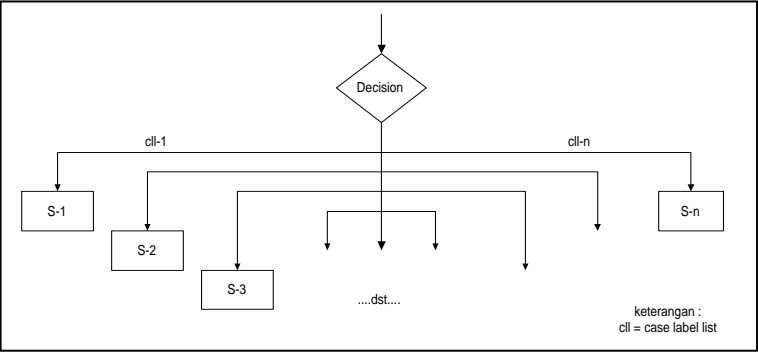 Decision
cll-1
cll-n
S-1
S-n
S-2
S-3
....dst....
keterangan :
cll = case label list